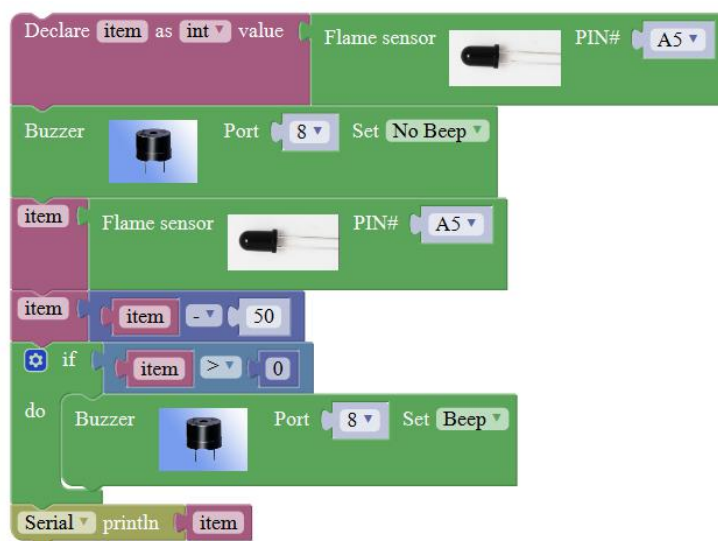 Declare item as int value Flame sensor PIN# A5
Buzzer Port 8 Set No Beep
item Flame sensor PIN# A5
item item - 50
if item > 0
do Buzzer Port 8 Set Beep
Serial println item